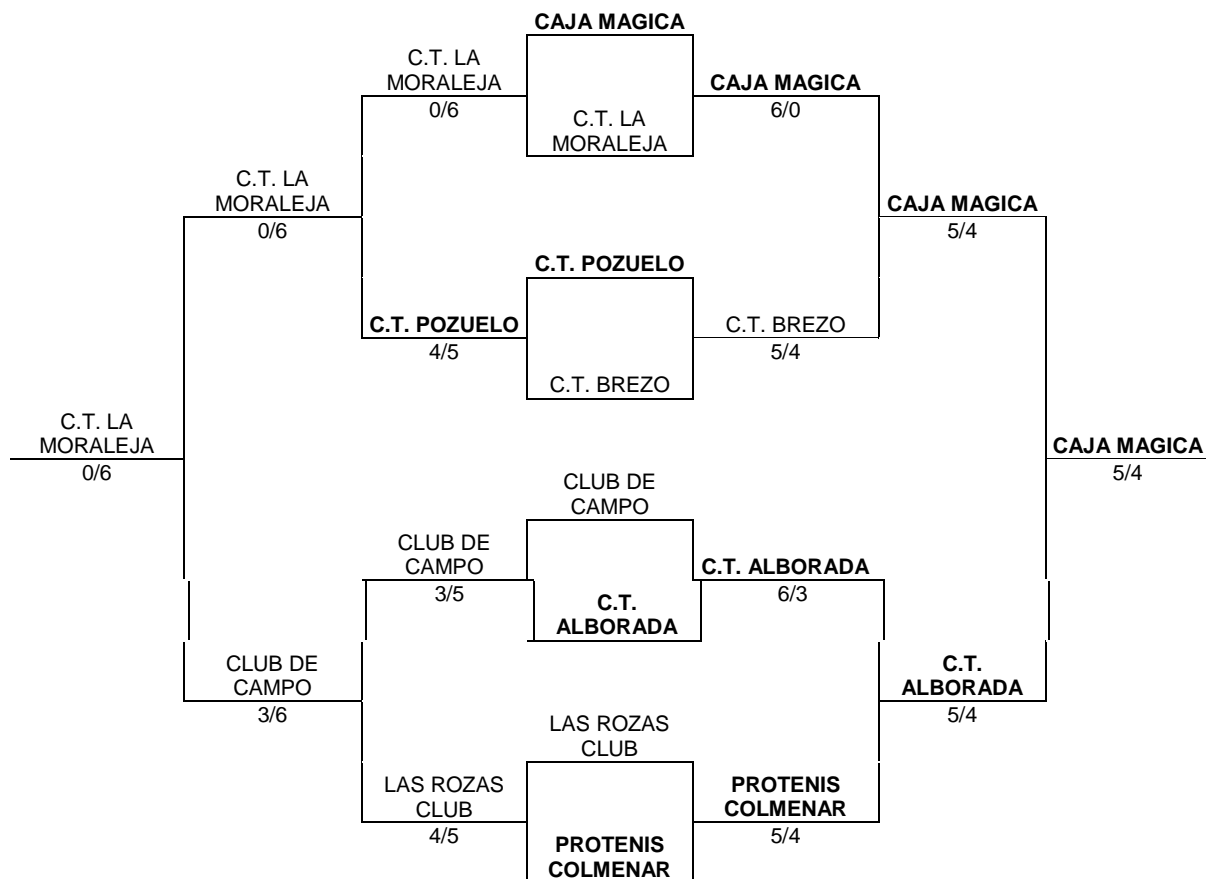 CAJA MAGICA
C.T. LA
MORALEJA
0/6
CAJA MAGICA
6/0
C.T. LA
MORALEJA
C.T. LA
MORALEJA
0/6
CAJA MAGICA
5/4
C.T. POZUELO
C.T. POZUELO
4/5
C.T. BREZO
5/4
C.T. BREZO
C.T. LA
MORALEJA
0/6
CAJA MAGICA
5/4
CLUB DE
CAMPO
CLUB DE
CAMPO
3/5
C.T. ALBORADA
6/3
C.T.
ALBORADA
CLUB DE
CAMPO
3/6
C.T.
ALBORADA
5/4
LAS ROZAS
CLUB
LAS ROZAS
CLUB
4/5
PROTENIS
COLMENAR
5/4
PROTENIS
COLMENAR